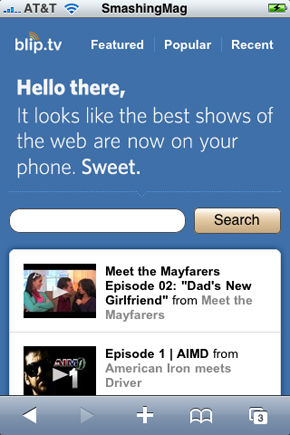 AT&T SmashingMag
blip.tv Featured Popular Recent
Hello there,
It looks like the best shows of
the web are now on your
phone. Sweet.
Search
Meet the Mayfarers
Episode 02: "Dad's New
Girlfriend" from Meet the
Mayfarers
Episode 1 | AIMD from
American Iron meets
Driver
3